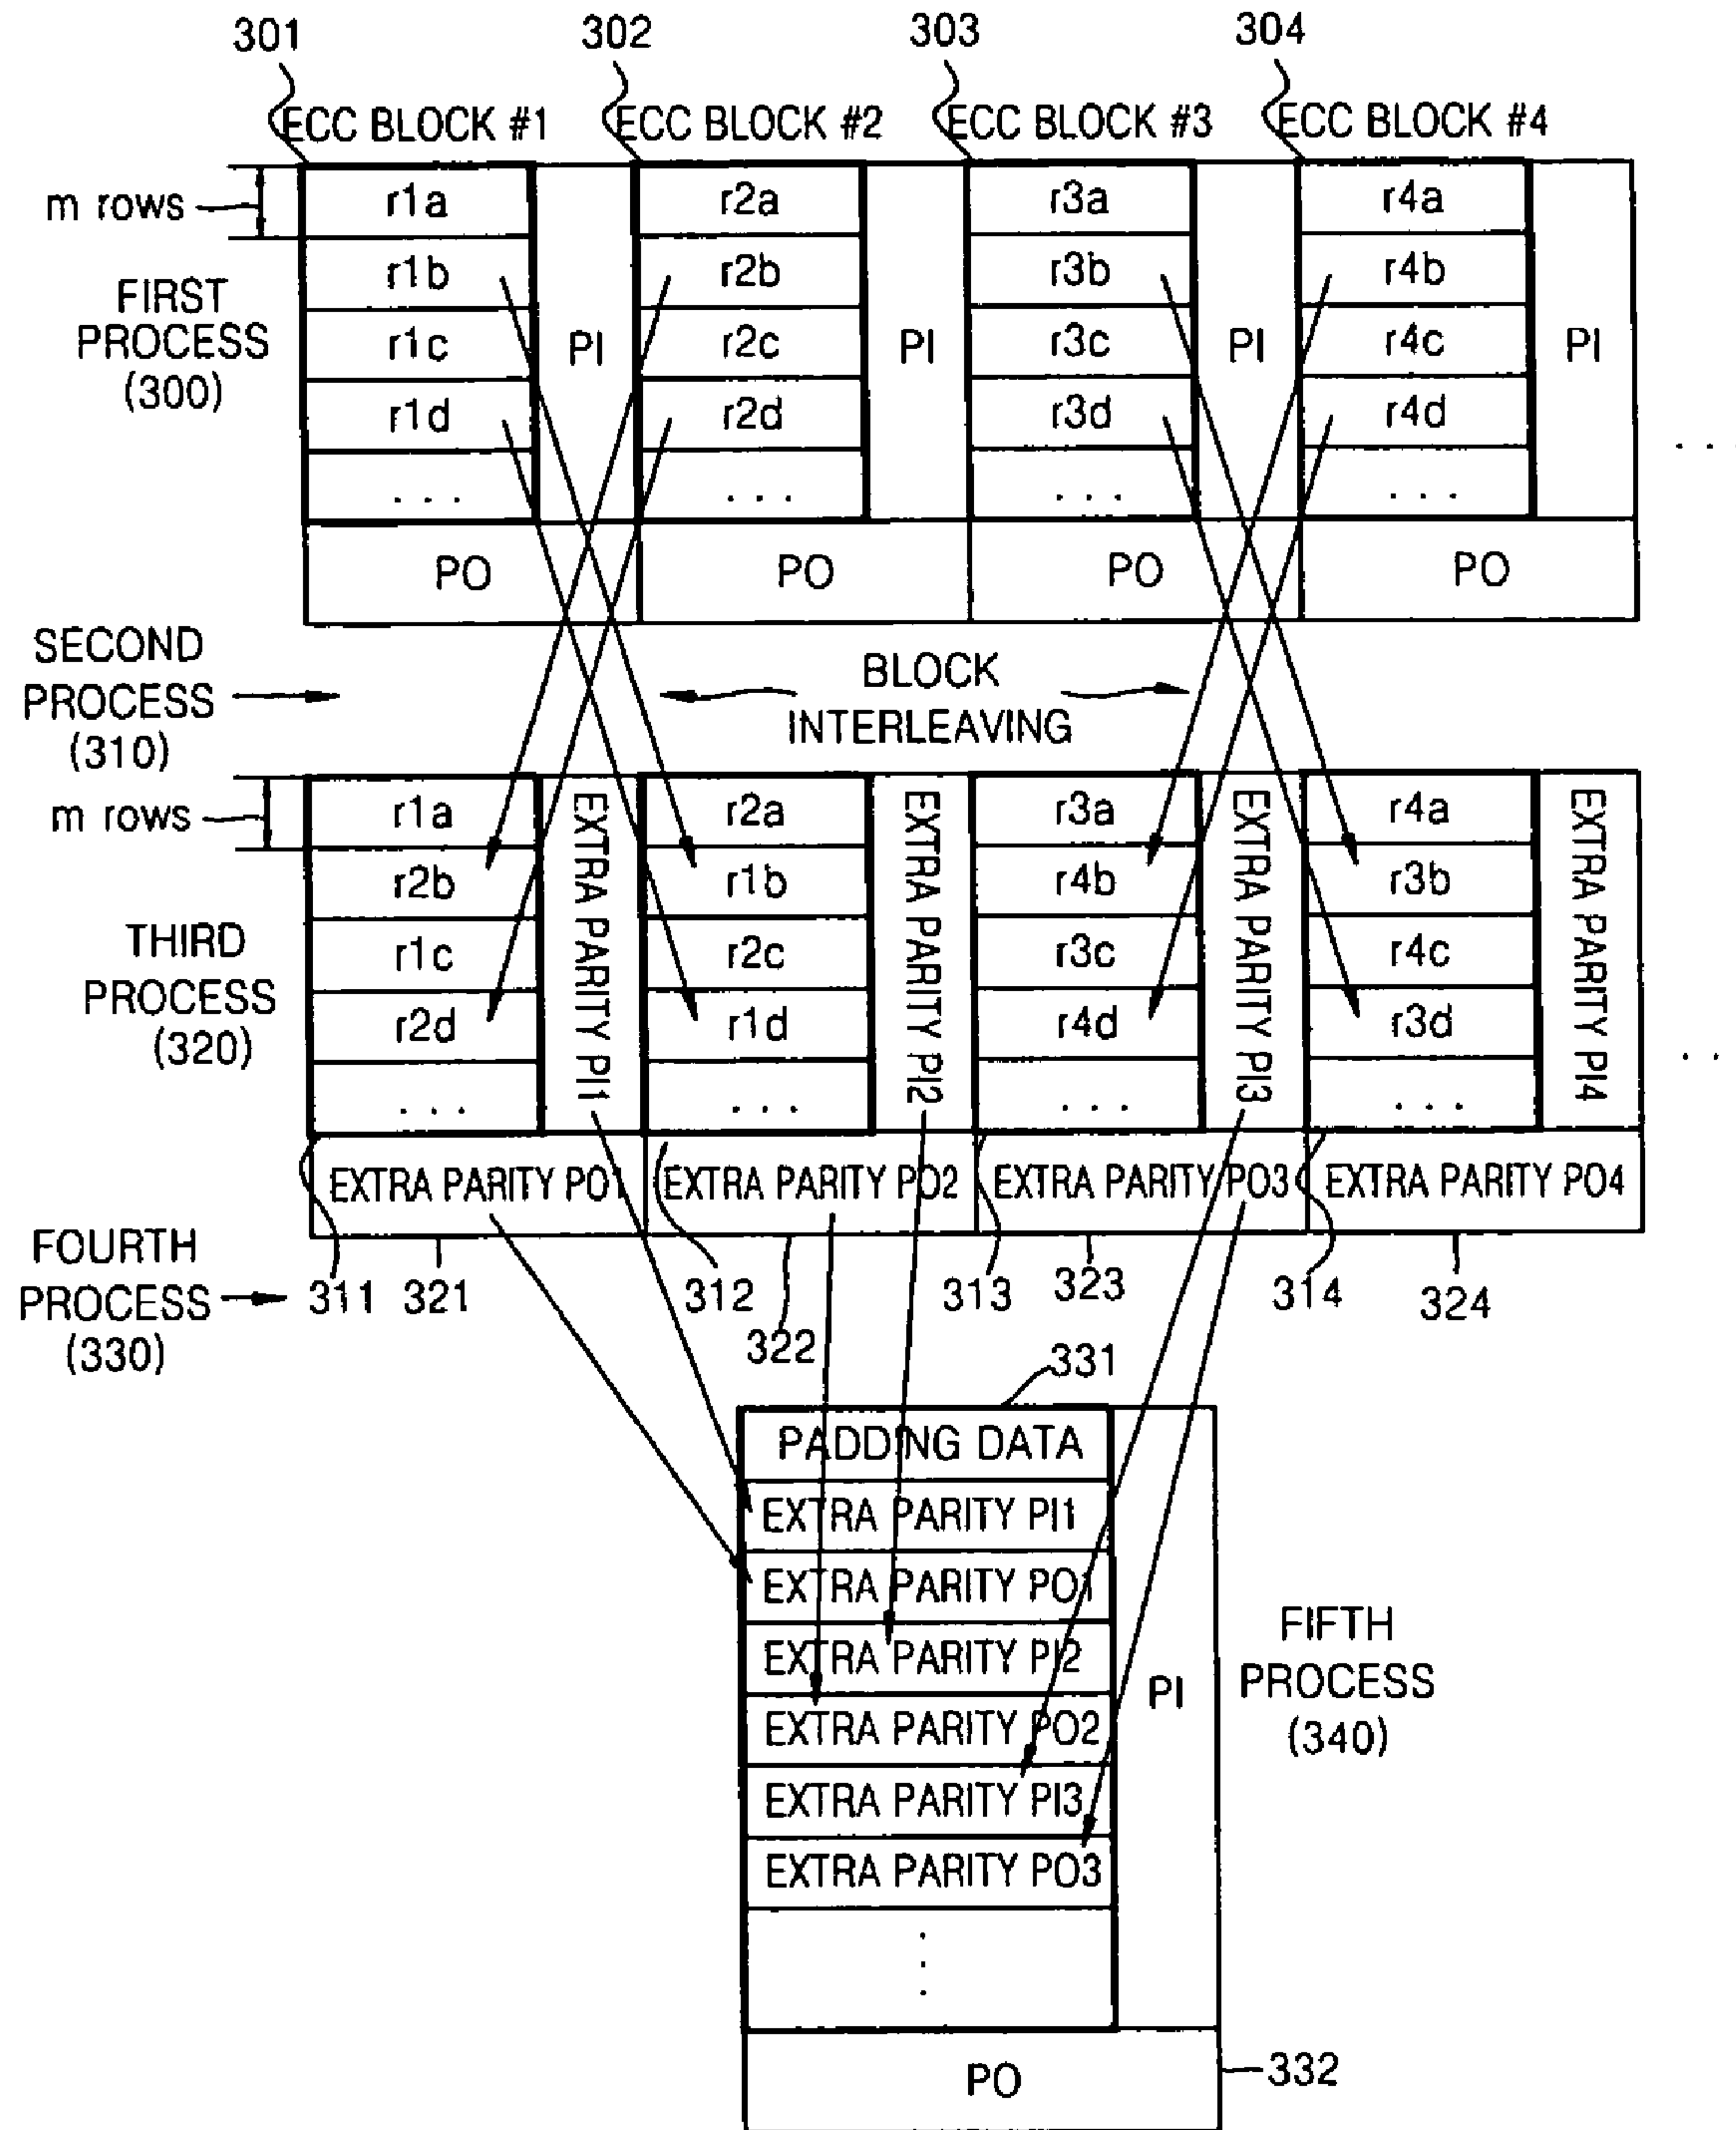 301 302 303 304
ECC BLOCK #1 ECC BLOCK #2 ECC BLOCK #3 ECC BLOCK #4
m rows r1a r2a r3a r4a
r1b r2b r3b r4b
FIRST
PROCESS
(300)
r1c PI r2c PI r3c PI r4c PI
r1d r2d r3d r4d
. . . . . . . . . . . . . . .
PO PO PO PO
SECOND
PROCESS
(310)
BLOCK
INTERLEAVING
m rows r1a r2a r3a r4a
r2b r1b r4b r3b
THIRD
PROCESS
(320)
r1c r2c r3c r4c
r2d r1d r4d r3d
. . . . . . . . . . . . . .
EXTRA PARITY PI1
EXTRA PARITY PI2
EXTRA PARITY PI3
EXTRA PARITY PI4
EXTRA PARITY PO1 EXTRA PARITY PO2 EXTRA PARITY PO3 EXTRA PARITY PO4
FOURTH
PROCESS
(330)
311 321 312 322 313 323 314 324
331
PADDING DATA
EXTRA PARITY PI1
EXTRA PARITY PO1
EXTRA PARITY PI2
EXTRA PARITY PO2
EXTRA PARITY PI3
EXTRA PARITY PO3
.
.
.
PI
FIFTH
PROCESS
(340)
PO
332